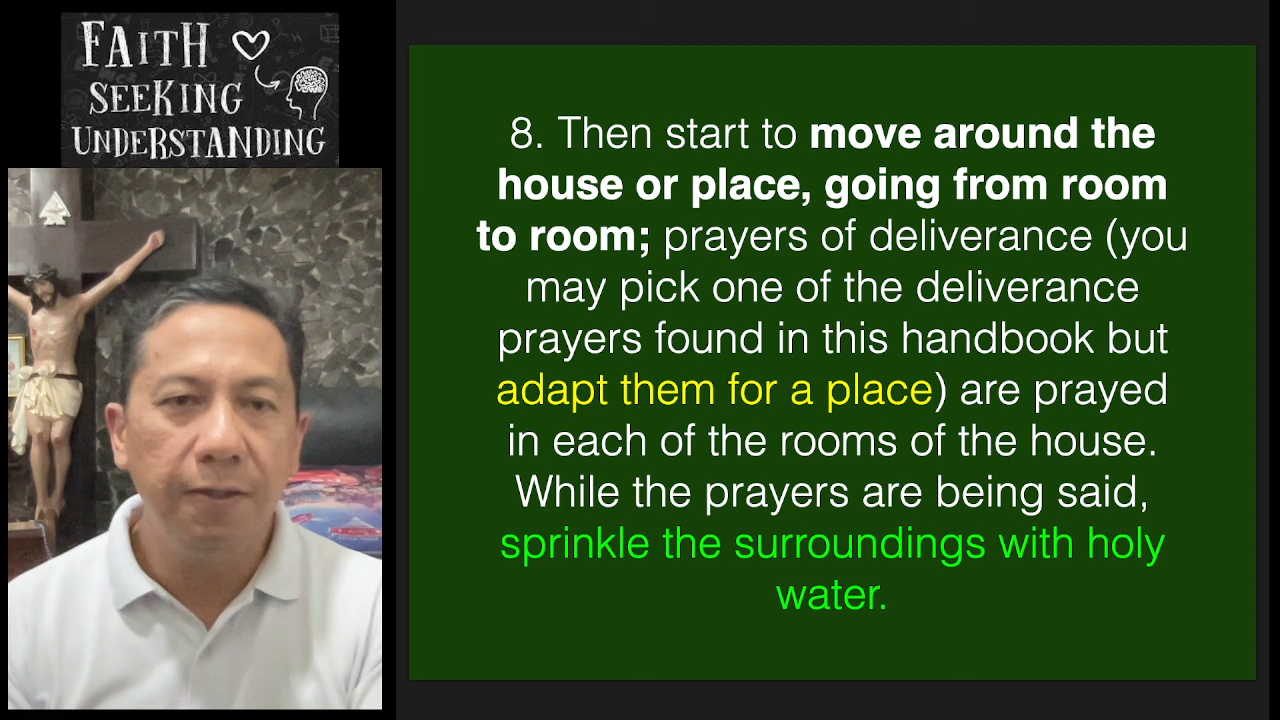 FAITH
SEEKING
UNDERSTANDING
8. Then start to move around the
house or place, going from room
to room; prayers of deliverance (you
may pick one of the deliverance
prayers found in this handbook but
adapt them for a place) are prayed
in each of the rooms of the house.
While the prayers are being said,
sprinkle the surroundings with holy
water.